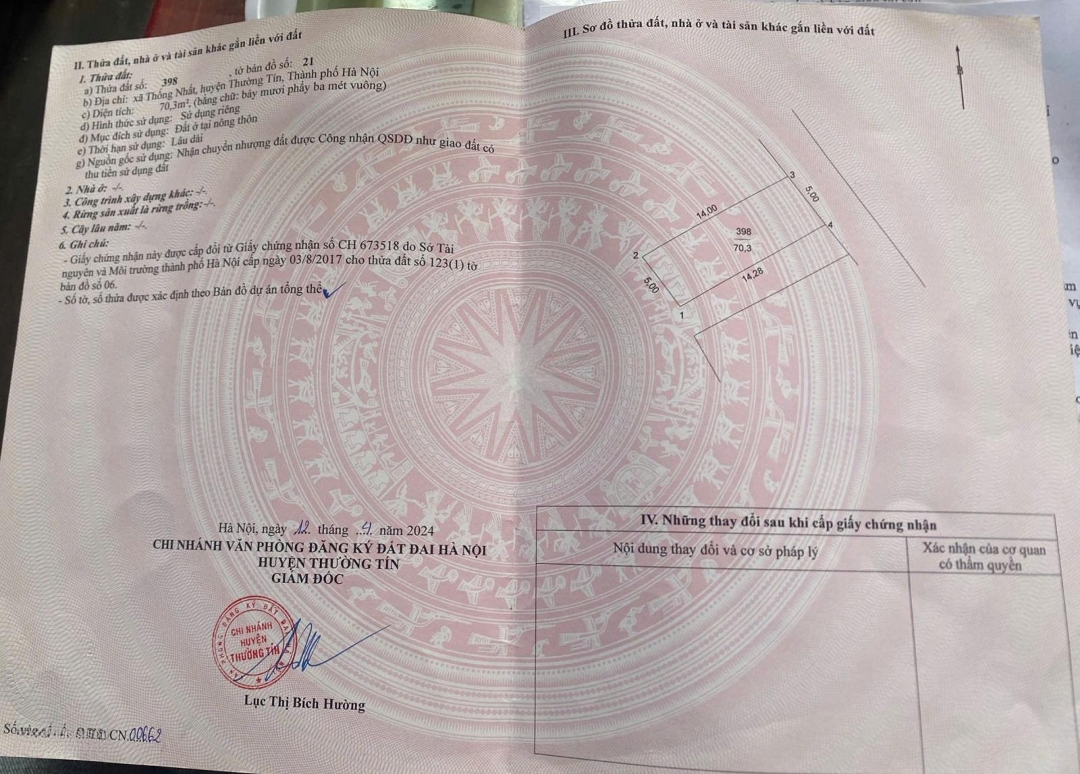 II. Thửa đất, nhà ở và tài sản khác gắn liền với đất
1. Thửa đất:
a) Thửa đất số: 398 , tờ bản đồ số: 21
b) Địa chỉ: xã Thống Nhất, huyện Thường Tín, Thành phố Hà Nội
c) Diện tích: 70,3m², (bằng chữ: bảy mươi phẩy ba mét vuông)
d) Hình thức sử dụng: Sử dụng riêng
đ) Mục đích sử dụng: Đất ở tại nông thôn
e) Thời hạn sử dụng: Lâu dài
g) Nguồn gốc sử dụng: Nhận chuyển nhượng đất được Công nhận QSDĐ như giao đất có
thu tiền sử dụng đất
2. Nhà ở: -/-.
3. Công trình xây dựng khác: -/-.
4. Rừng sản xuất là rừng trồng: -/-.
5. Cây lâu năm: -/-.
6. Ghi chú:
- Giấy chứng nhận này được cấp đổi từ Giấy chứng nhận số CH 673518 do Sở Tài
nguyên và Môi trường thành phố Hà Nội cấp ngày 03/8/2017 cho thửa đất số 123(1) tờ
bản đồ số 06.
- Số tờ, số thửa được xác định theo Bản đồ dự án tổng thể
Hà Nội, ngày 12 tháng 4 năm 2024
CHI NHÁNH VĂN PHÒNG ĐĂNG KÝ ĐẤT ĐAI HÀ NỘI
HUYỆN THƯỜNG TÍN
GIÁM ĐỐC
CHI NHÁNH
HUYỆN
THƯỜNG TÍN
Lục Thị Bích Hường
CN.00662
III. Sơ đồ thửa đất, nhà ở và tài sản khác gắn liền với đất
B
3
14,00
5,00
398
70,3
4
2
14,28
5,00
1
IV. Những thay đổi sau khi cấp giấy chứng nhận
Nội dung thay đổi và cơ sở pháp lý
Xác nhận của cơ quan
có thẩm quyền